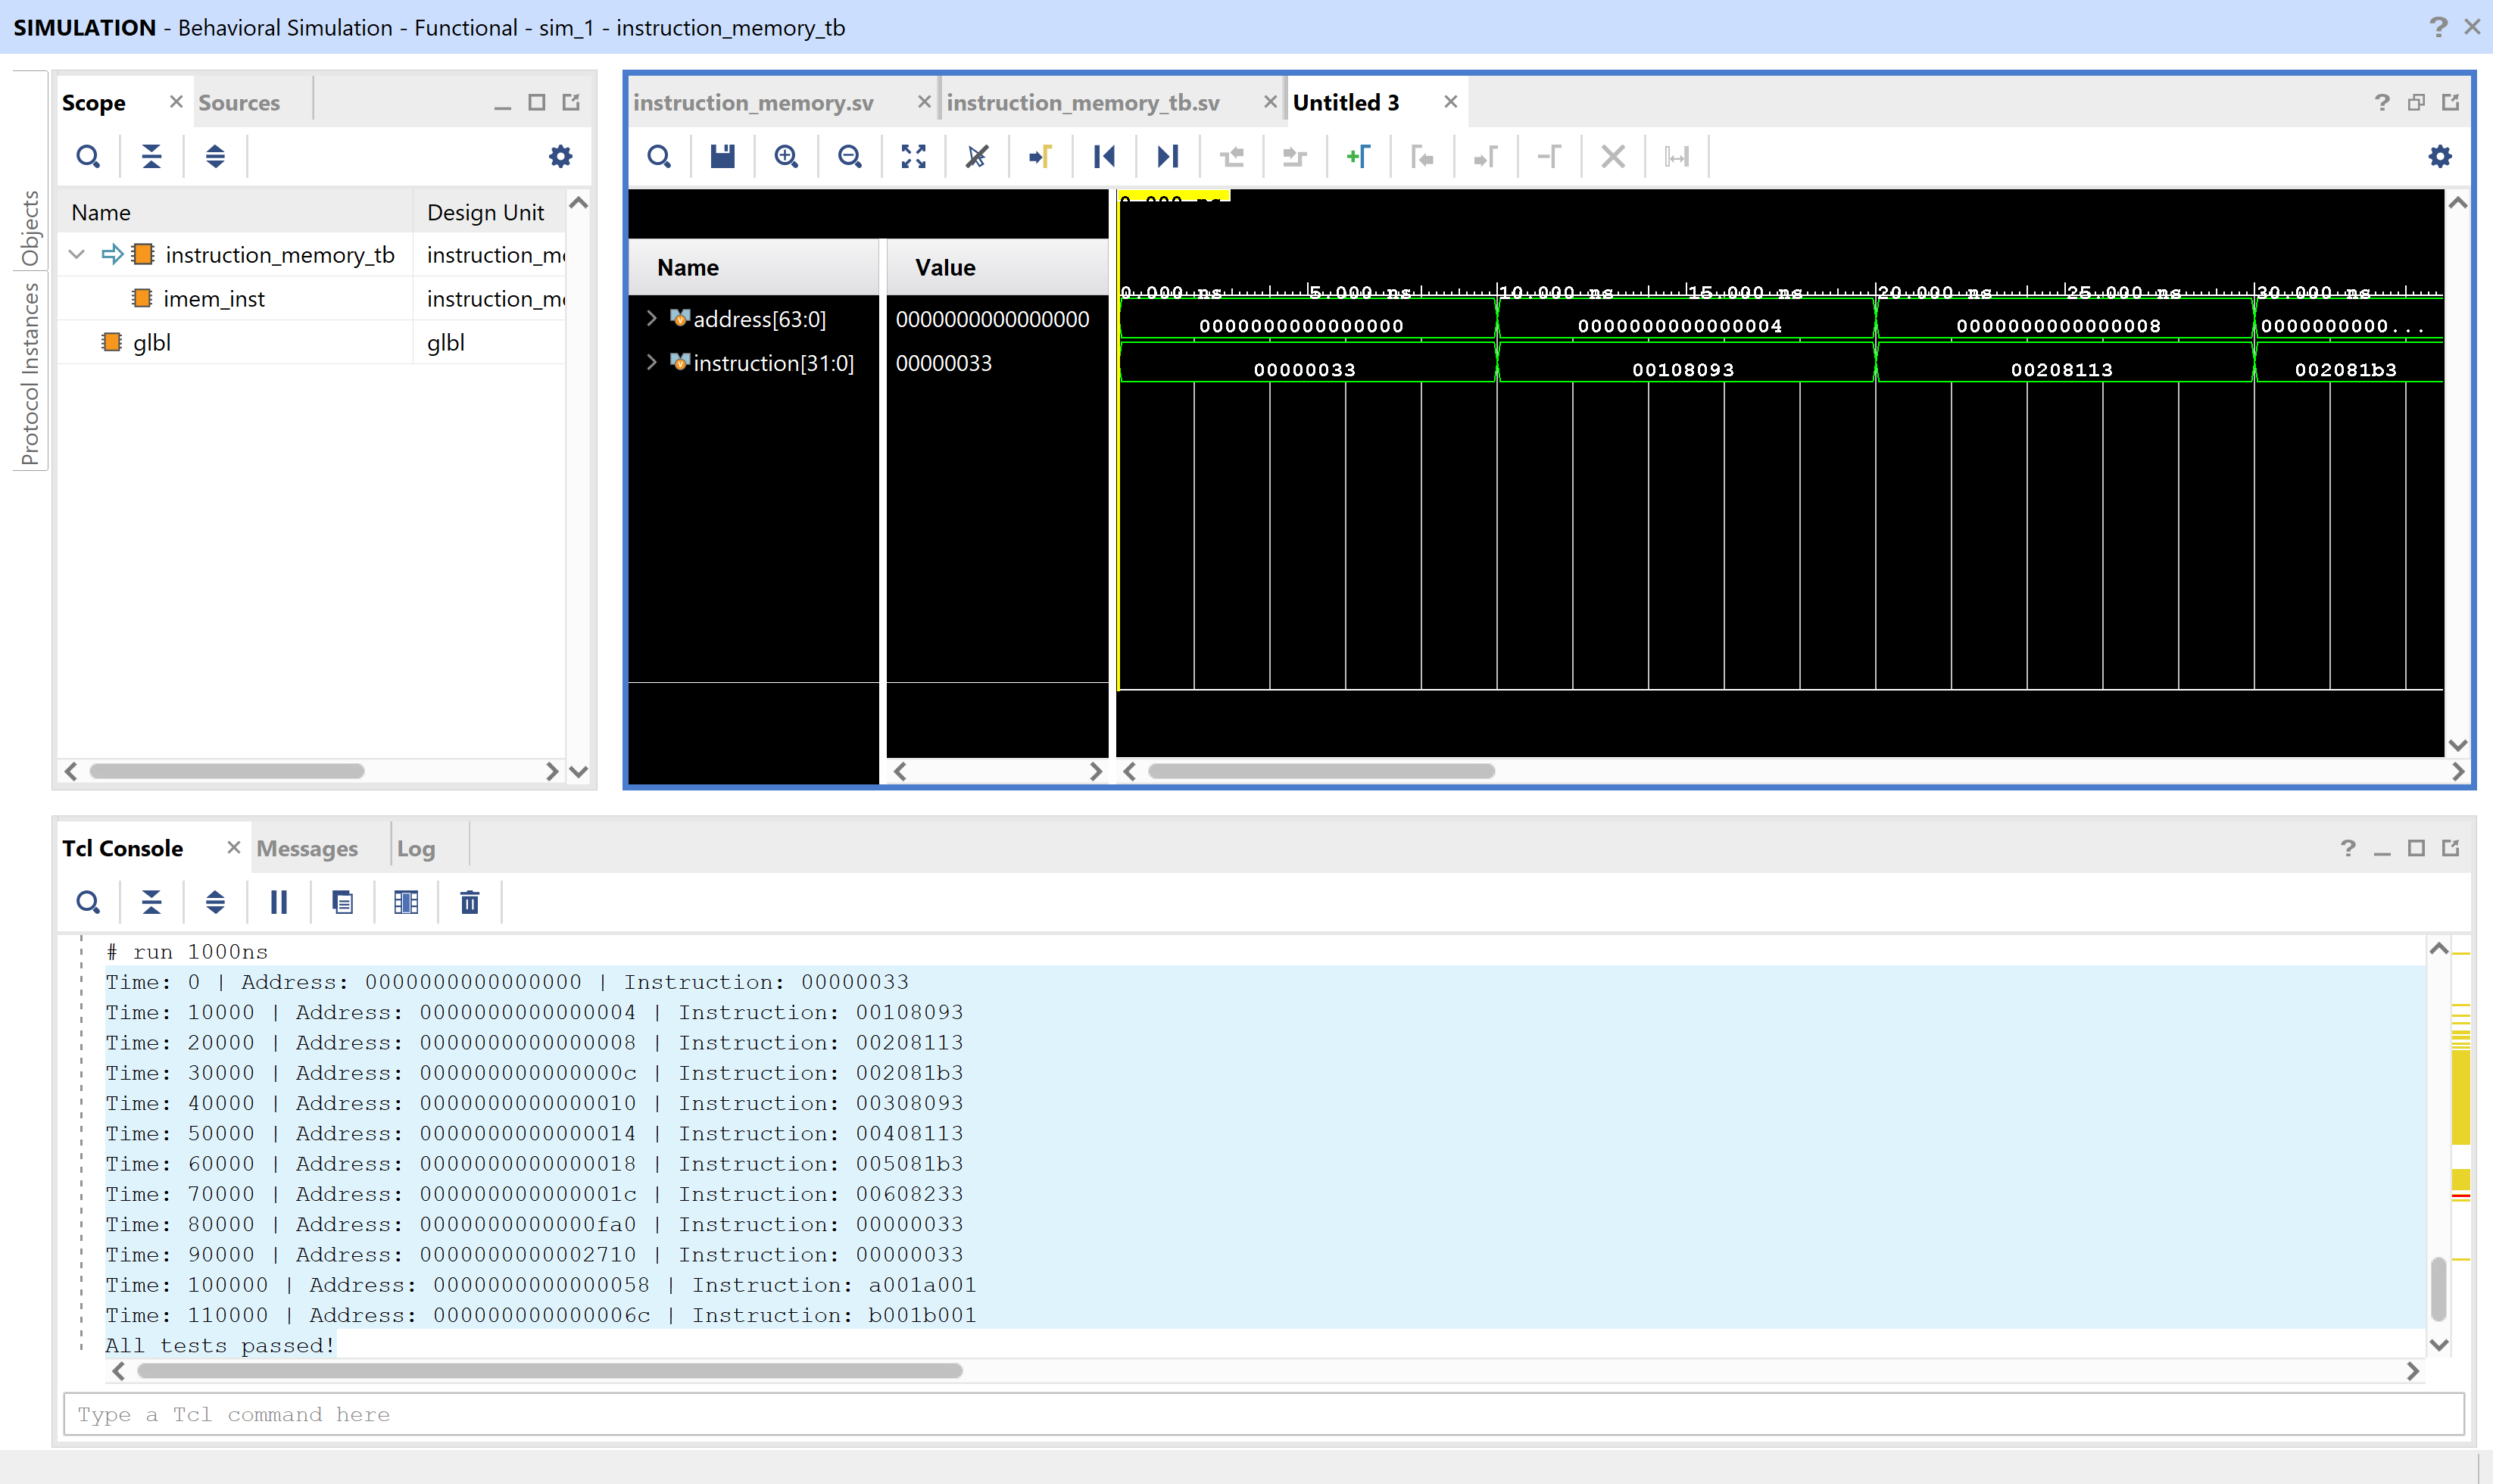 SIMULATION - Behavioral Simulation - Functional - sim_1 - instruction_memory_tb
Objects
Protocol Instances
Scope
Sources
Name
Design Unit
instruction_memory_tb
instruction_me
imem_inst
instruction_me
glbl
glbl
instruction_memory.sv
instruction_memory_tb.sv
Untitled 3
0.000 ns
Name
Value
0.000 ns
5.000 ns
10.000 ns
15.000 ns
20.000 ns
25.000 ns
30.000 ns
address[63:0]
0000000000000000
0000000000000000
0000000000000004
0000000000000008
0000000000...
instruction[31:0]
00000033
00000033
00108093
00208113
002081b3
Tcl Console
Messages
Log
# run 1000ns
Time: 0 | Address: 0000000000000000 | Instruction: 00000033
Time: 10000 | Address: 0000000000000004 | Instruction: 00108093
Time: 20000 | Address: 0000000000000008 | Instruction: 00208113
Time: 30000 | Address: 000000000000000c | Instruction: 002081b3
Time: 40000 | Address: 0000000000000010 | Instruction: 00308093
Time: 50000 | Address: 0000000000000014 | Instruction: 00408113
Time: 60000 | Address: 0000000000000018 | Instruction: 005081b3
Time: 70000 | Address: 000000000000001c | Instruction: 00608233
Time: 80000 | Address: 0000000000000fa0 | Instruction: 00000033
Time: 90000 | Address: 0000000000002710 | Instruction: 00000033
Time: 100000 | Address: 0000000000000058 | Instruction: a001a001
Time: 110000 | Address: 000000000000006c | Instruction: b001b001
All tests passed!
Type a Tcl command here